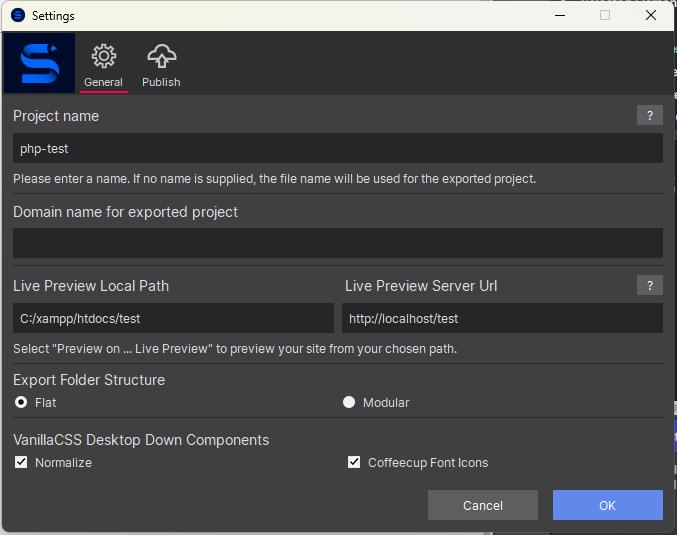 Settings
General
Publish
Project name
?
php-test
Please enter a name. If no name is supplied, the file name will be used for the exported project.
Domain name for exported project
Live Preview Local Path
Live Preview Server Url
?
C:/xampp/htdocs/test
http://localhost/test
Select "Preview on ... Live Preview" to preview your site from your chosen path.
Export Folder Structure
Flat
Modular
VanillaCSS Desktop Down Components
Normalize
Coffeecup Font Icons
Cancel
OK